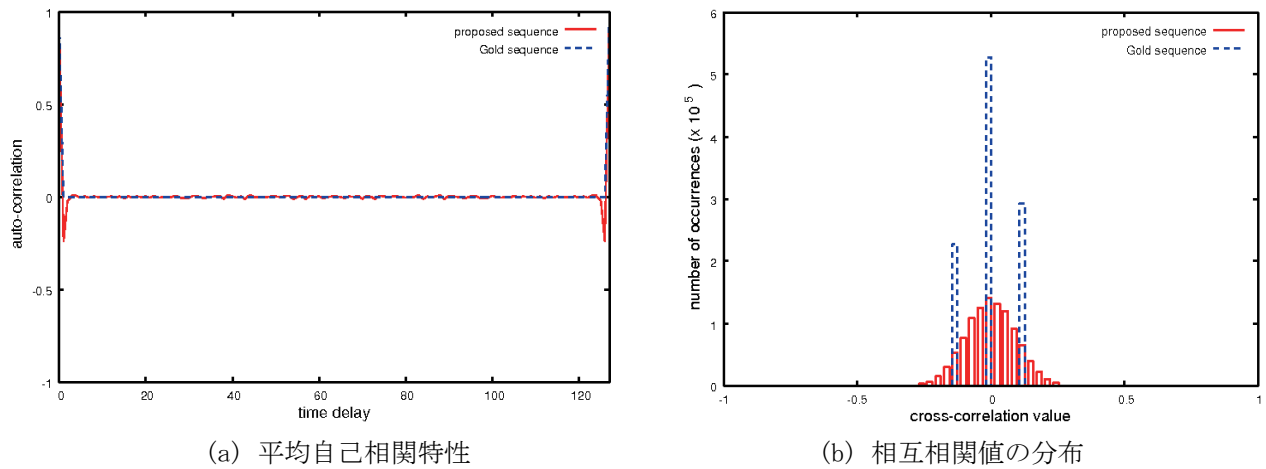 1
0.5
0
-0.5
-1
auto-correlation
proposed sequence
Gold sequence
0 20 40 60 80 100 120
time delay
(a) 平均自己相関特性
6
5
4
3
2
1
0
number of occurrences (x 10⁻⁵)
proposed sequence
Gold sequence
-1 -0.5 0 0.5 1
cross-correlation value
(b) 相互相関値の分布